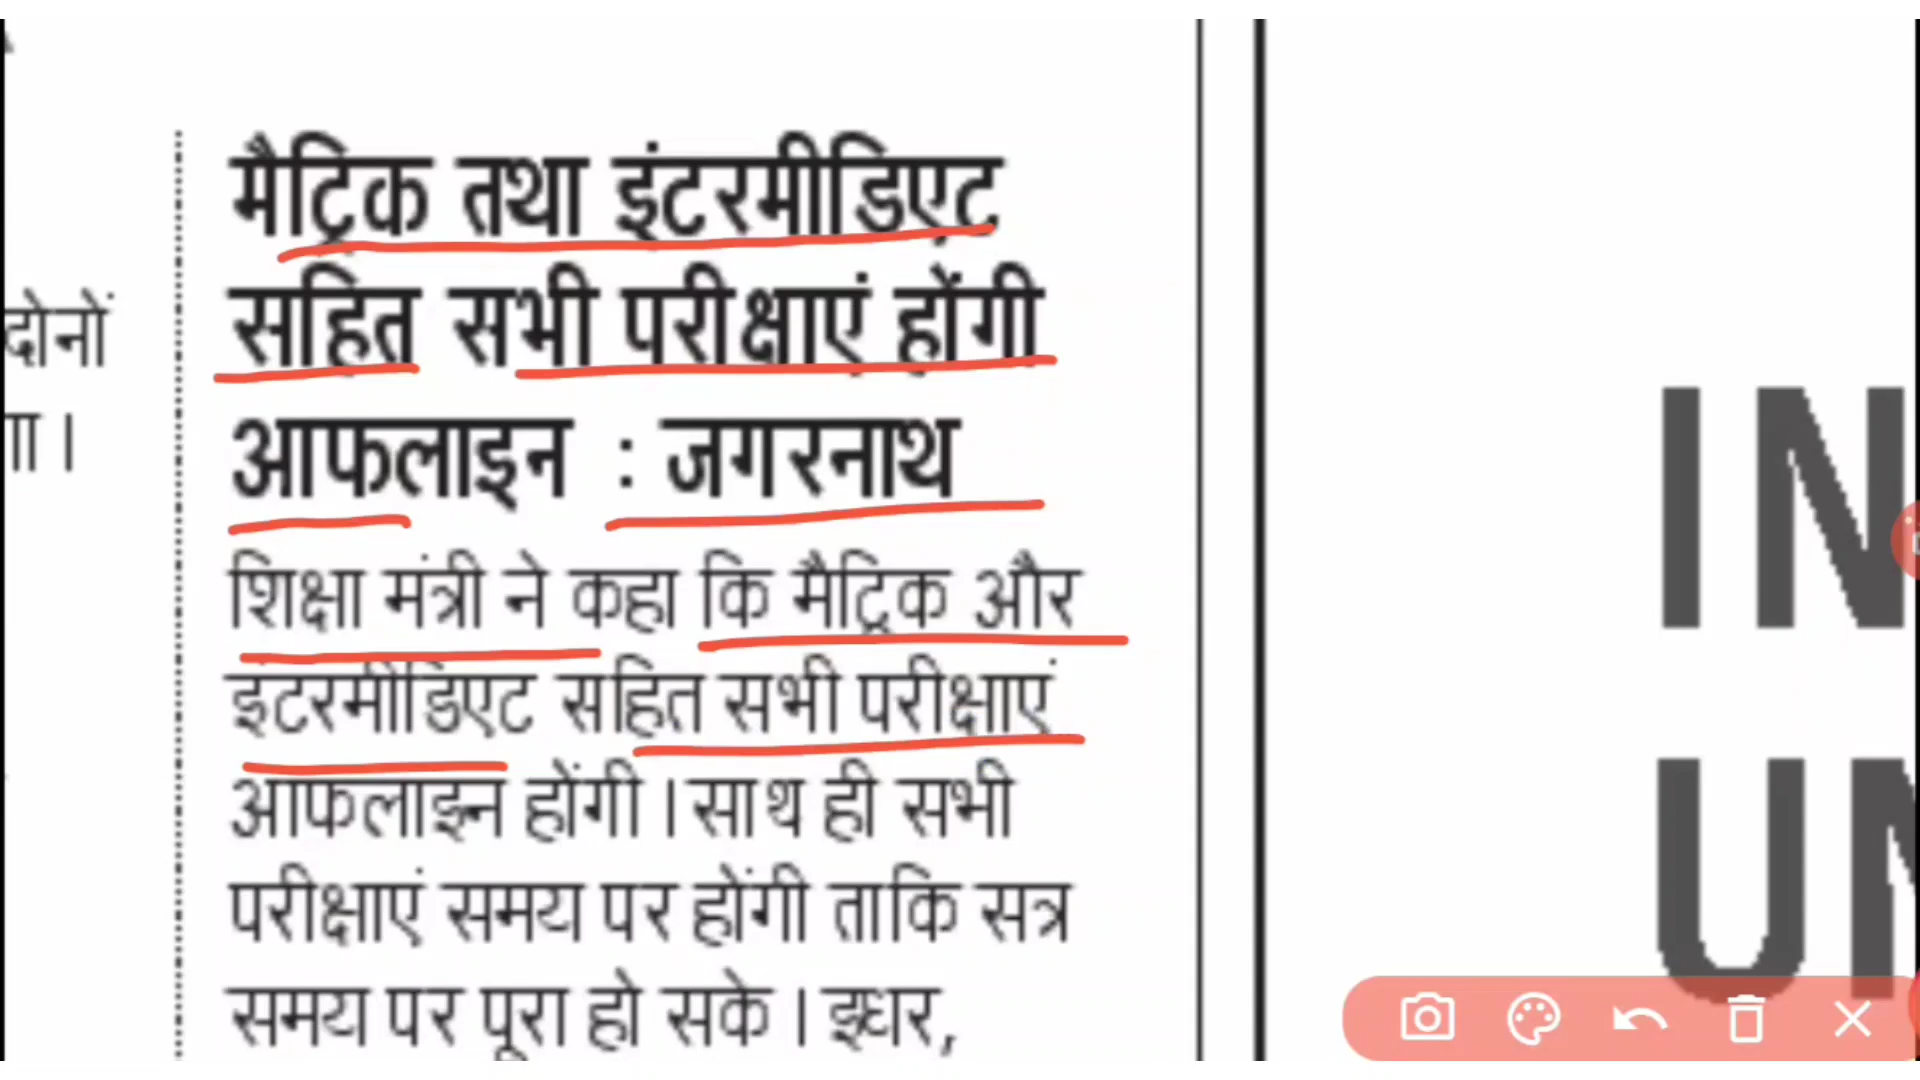 दोनों
मैट्रिक तथा इंटरमीडिएट
सहित सभी परीक्षाएं होंगी
आफलाइन : जगरनाथ
शिक्षा मंत्री ने कहा कि मैट्रिक और
इंटरमीडिएट सहित सभी परीक्षाएं
आफलाइन होंगी । साथ ही सभी
परीक्षाएं समय पर होंगी ताकि सत्र
समय पर पूरा हो सके । इधर,
IN
UN